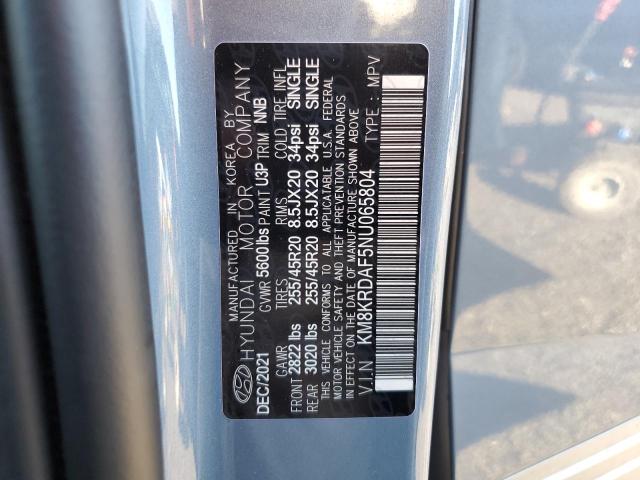 MANUFACTURED IN KOREA BY
HYUNDAI MOTOR COMPANY
DEC/2021 GVWR 5600lbs PAINT U3P TRIM NNB
GAWR TIRES RIMS COLD TIRE INFL
FRONT 2822 lbs 255/45R20 8.5JX20 34psi SINGLE
REAR 3020 lbs 255/45R20 8.5JX20 34psi SINGLE
THIS VEHICLE CONFORMS TO ALL APPLICABLE U.S.A. FEDERAL
MOTOR VEHICLE SAFETY AND BUMPER AND THEFT PREVENTION STANDARDS
IN EFFECT ON THE DATE OF MANUFACTURE SHOWN ABOVE
V.I.N KM8KRDAF5NU065804 TYPE : MPV